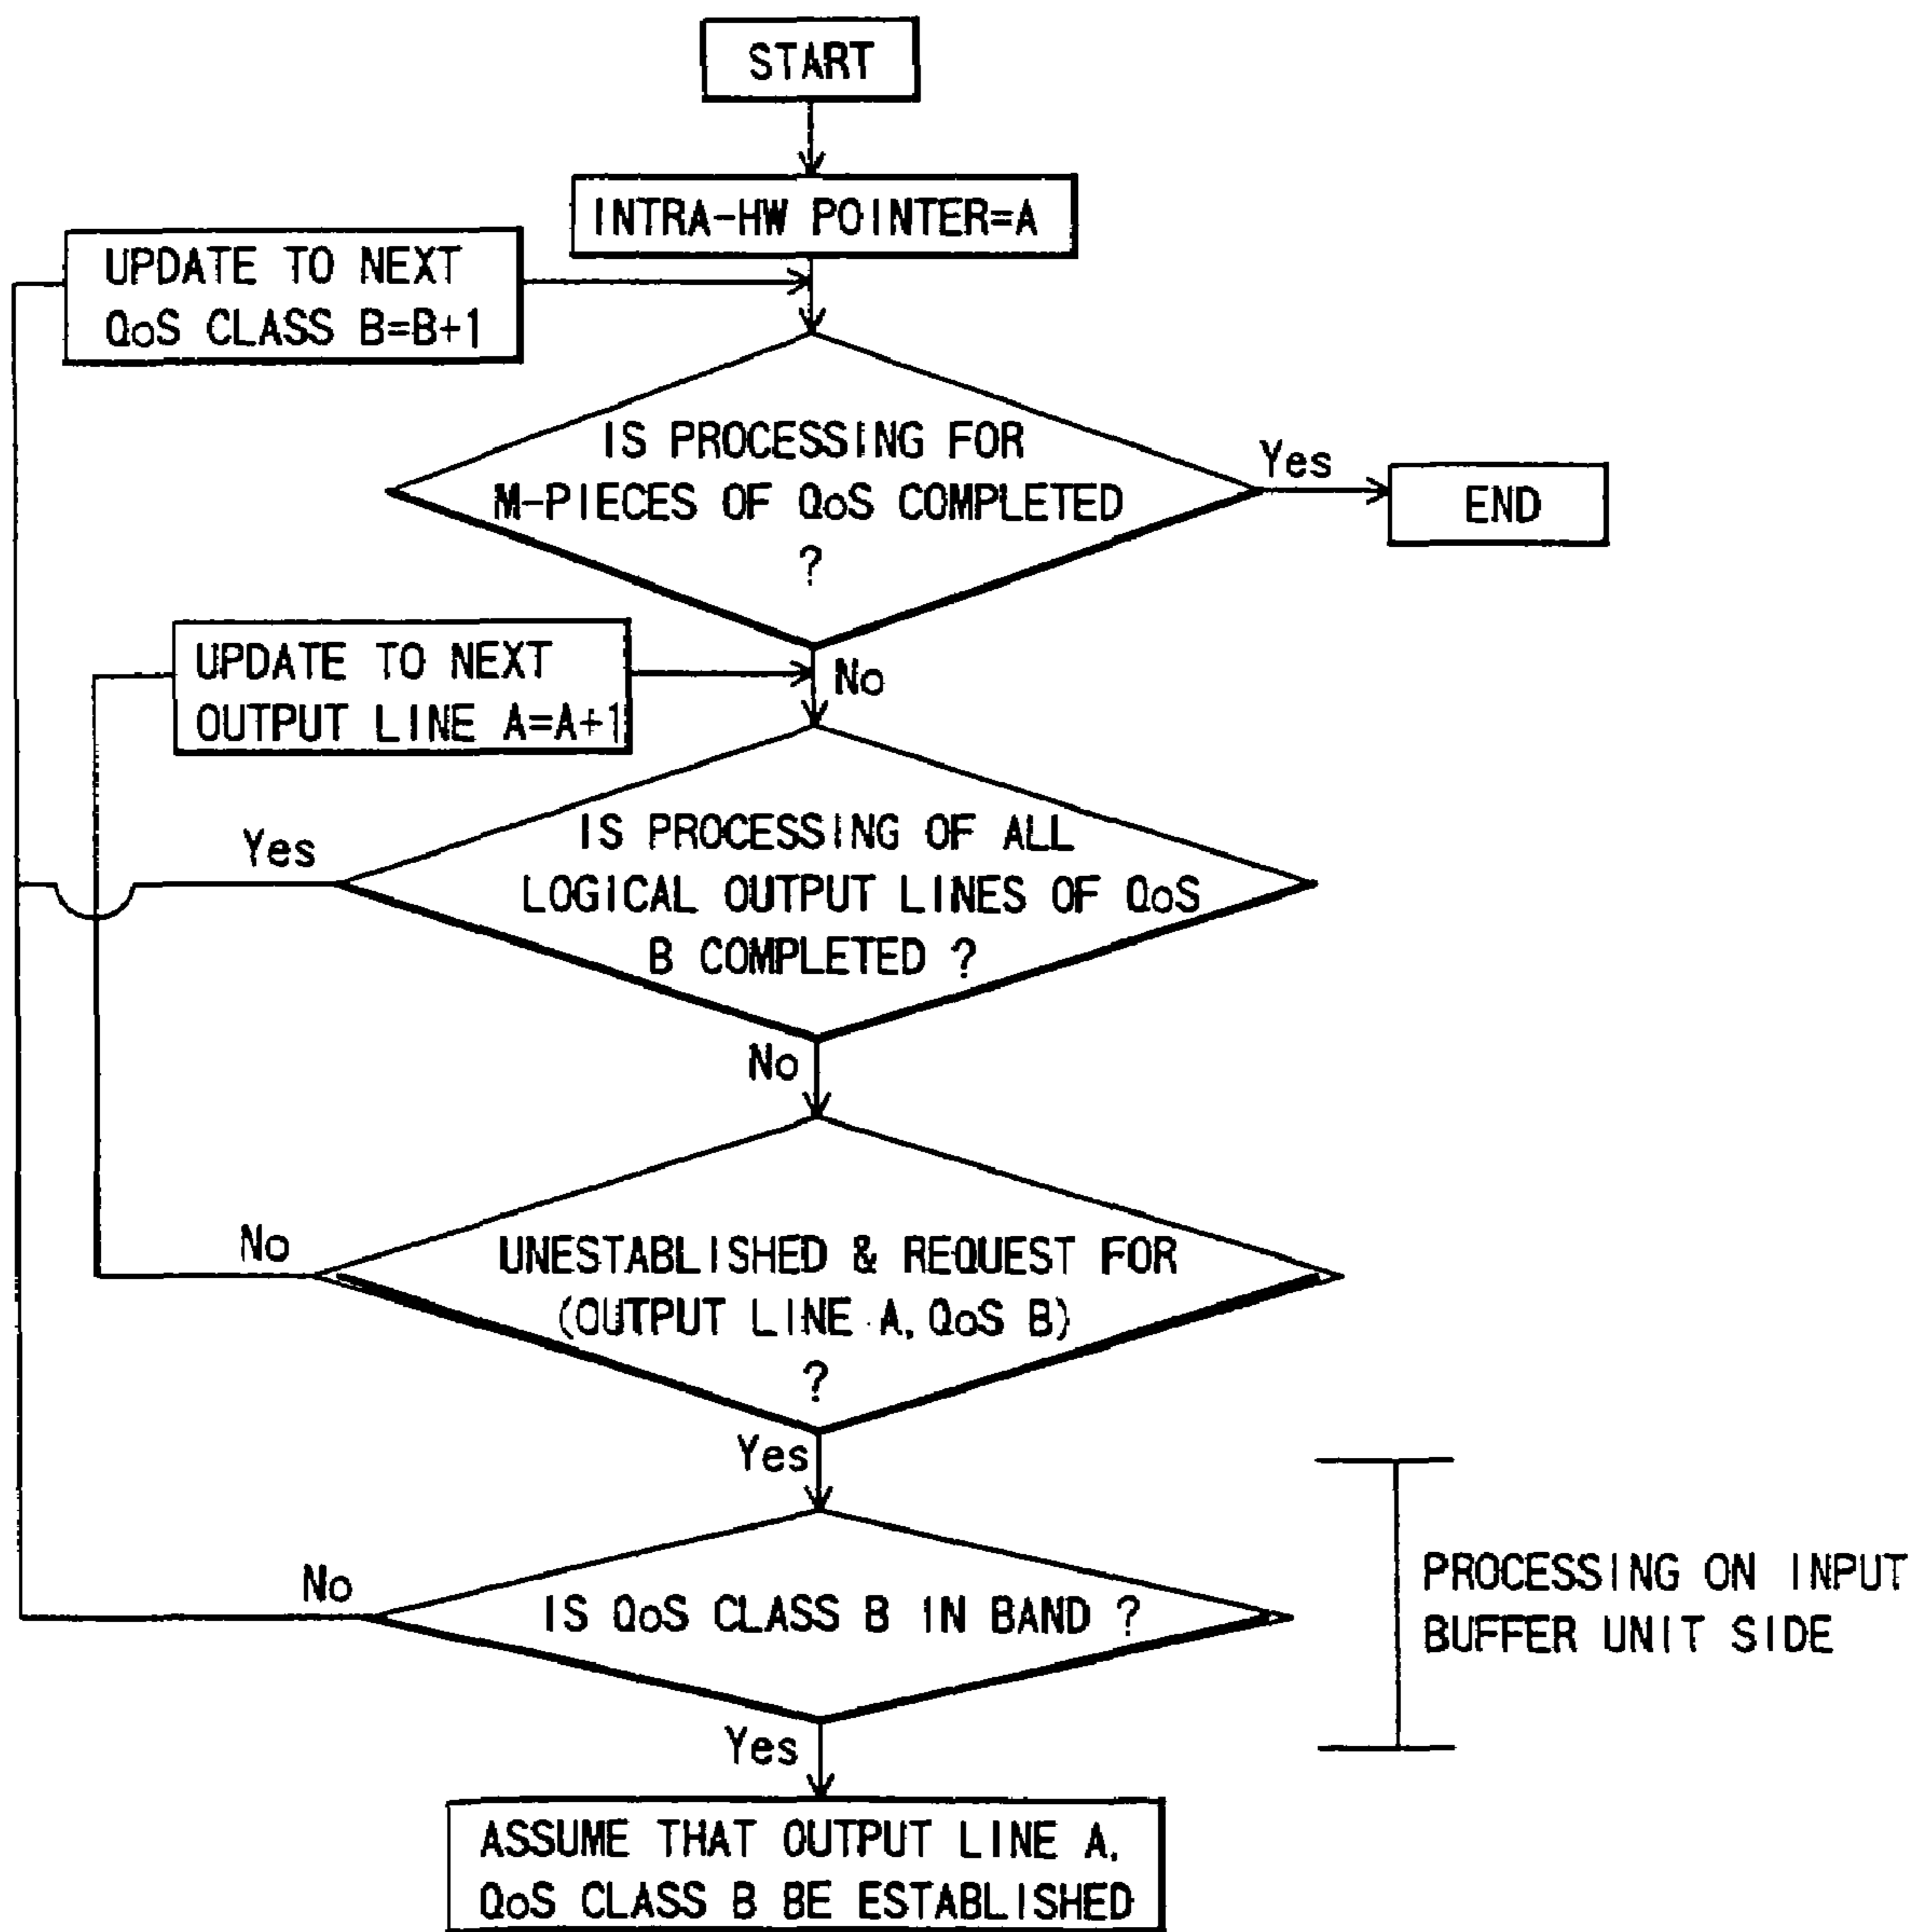 START
INTRA-HW POINTER=A
UPDATE TO NEXT
QoS CLASS B=B+1
IS PROCESSING FOR
M-PIECES OF QoS COMPLETED
?
Yes
END
UPDATE TO NEXT
OUTPUT LINE A=A+1
No
IS PROCESSING OF ALL
LOGICAL OUTPUT LINES OF QoS
B COMPLETED ?
Yes
No
UNESTABLISHED & REQUEST FOR
(OUTPUT LINE A, QoS B)
?
No
Yes
IS QoS CLASS B IN BAND ?
No
PROCESSING ON INPUT
BUFFER UNIT SIDE
Yes
ASSUME THAT OUTPUT LINE A,
QoS CLASS B BE ESTABLISHED